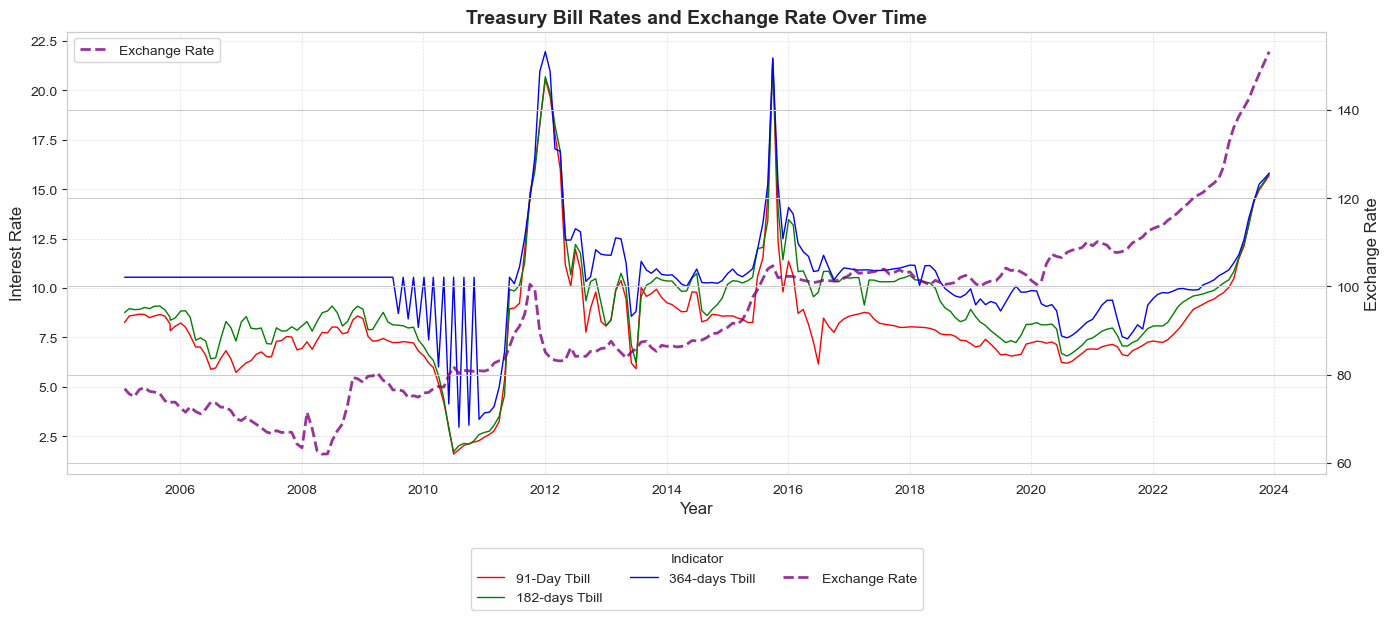 Treasury Bill Rates and Exchange Rate Over Time
Exchange Rate
22.5
20.0
17.5
15.0
12.5
10.0
7.5
5.0
2.5
Interest Rate
140
120
100
80
60
Exchange Rate
2006 2008 2010 2012 2014 2016 2018 2020 2022 2024
Year
Indicator
91-Day Tbill 364-days Tbill Exchange Rate
182-days Tbill